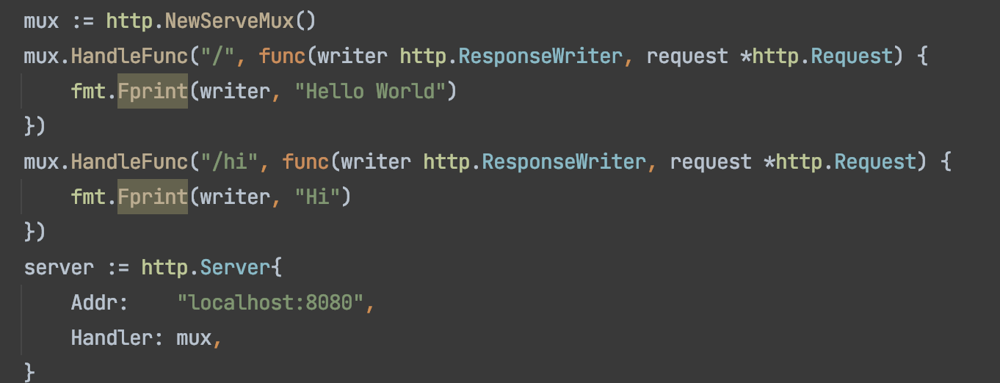 mux := http.NewServeMux()
mux.HandleFunc("/", func(writer http.ResponseWriter, request *http.Request) {
    fmt.Fprint(writer, "Hello World")
})
mux.HandleFunc("/hi", func(writer http.ResponseWriter, request *http.Request) {
    fmt.Fprint(writer, "Hi")
})
server := http.Server{
    Addr:    "localhost:8080",
    Handler: mux,
}